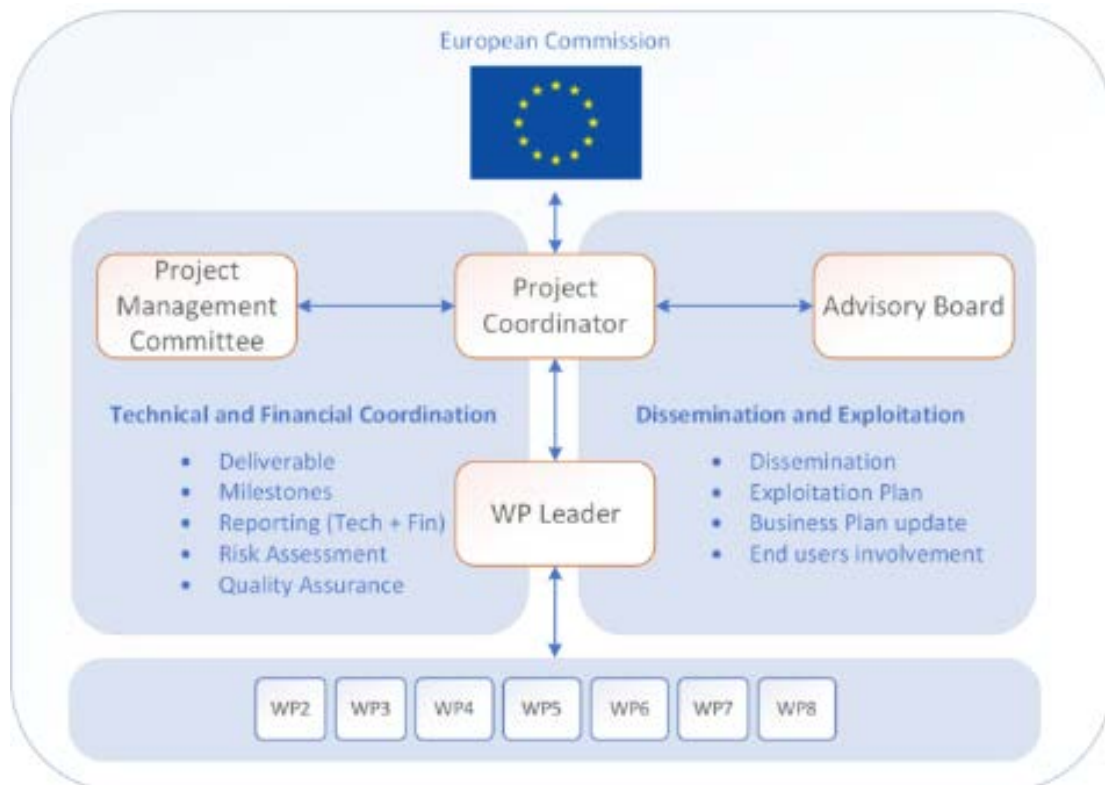 European Commission
Project
Management
Committee
Project
Coordinator
Advisory Board
Technical and Financial Coordination
• Deliverable
• Milestones
• Reporting (Tech + Fin)
• Risk Assessment
• Quality Assurance
WP Leader
Dissemination and Exploitation
• Dissemination
• Exploitation Plan
• Business Plan update
• End users involvement
WP2
WP3
WP4
WP5
WP6
WP7
WP8